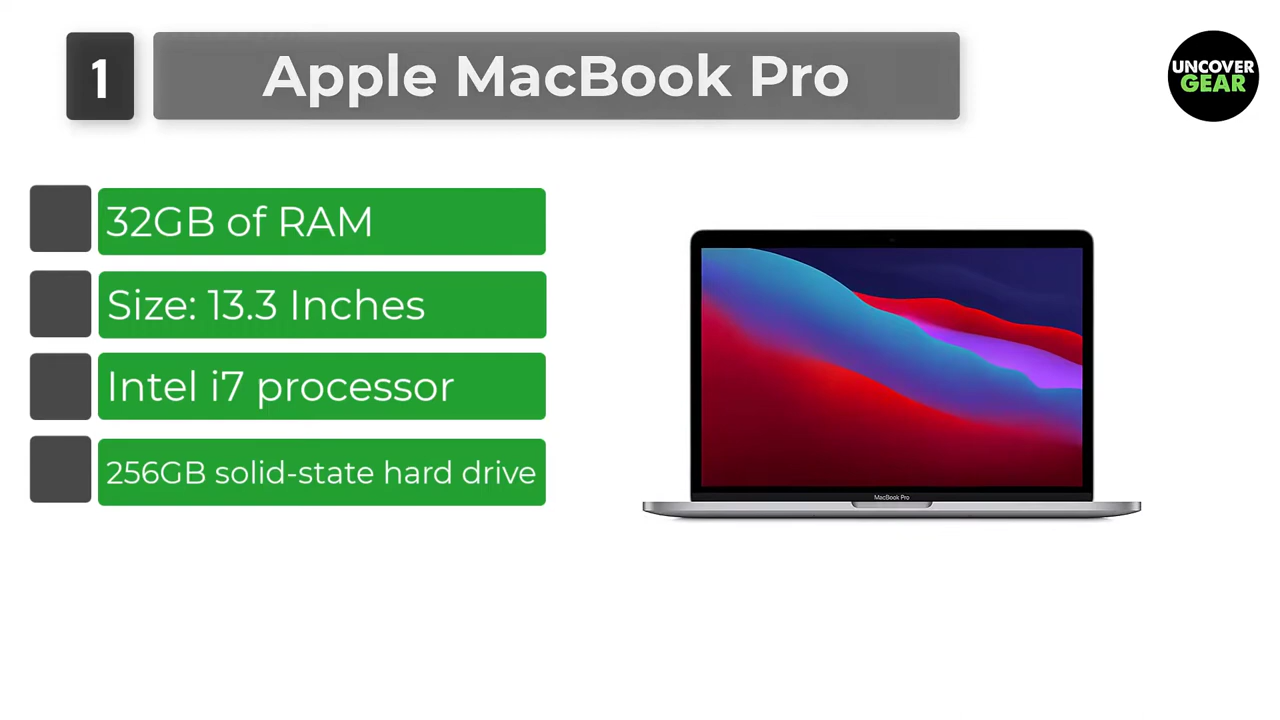 1
Apple MacBook Pro
UNCOVER
GEAR
32GB of RAM
Size: 13.3 Inches
Intel i7 processor
256GB solid-state hard drive
MacBook Pro